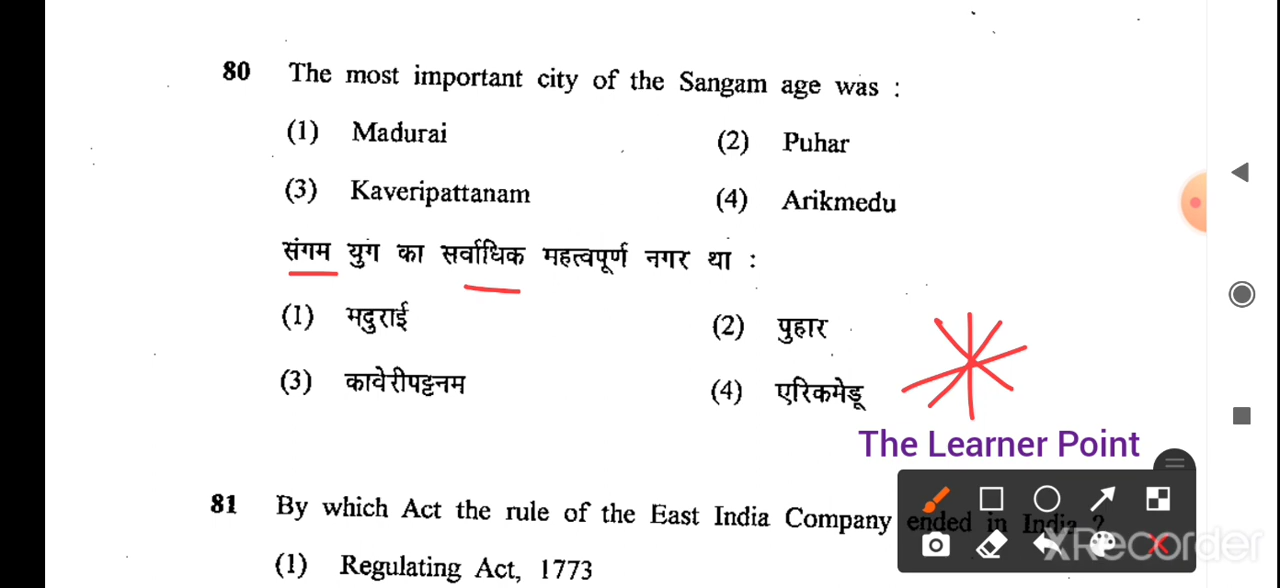 80 The most important city of the Sangam age was :
(1) Madurai (2) Puhar
(3) Kaveripattanam (4) Arikmedu
संगम युग का सर्वाधिक महत्वपूर्ण नगर था :
(1) मदुराई (2) पुहार
(3) कावेरीपट्टनम (4) एरिकमेडू
The Learner Point
81 By which Act the rule of the East India Company ended in India ?
(1) Regulating Act, 1773
XRecorder